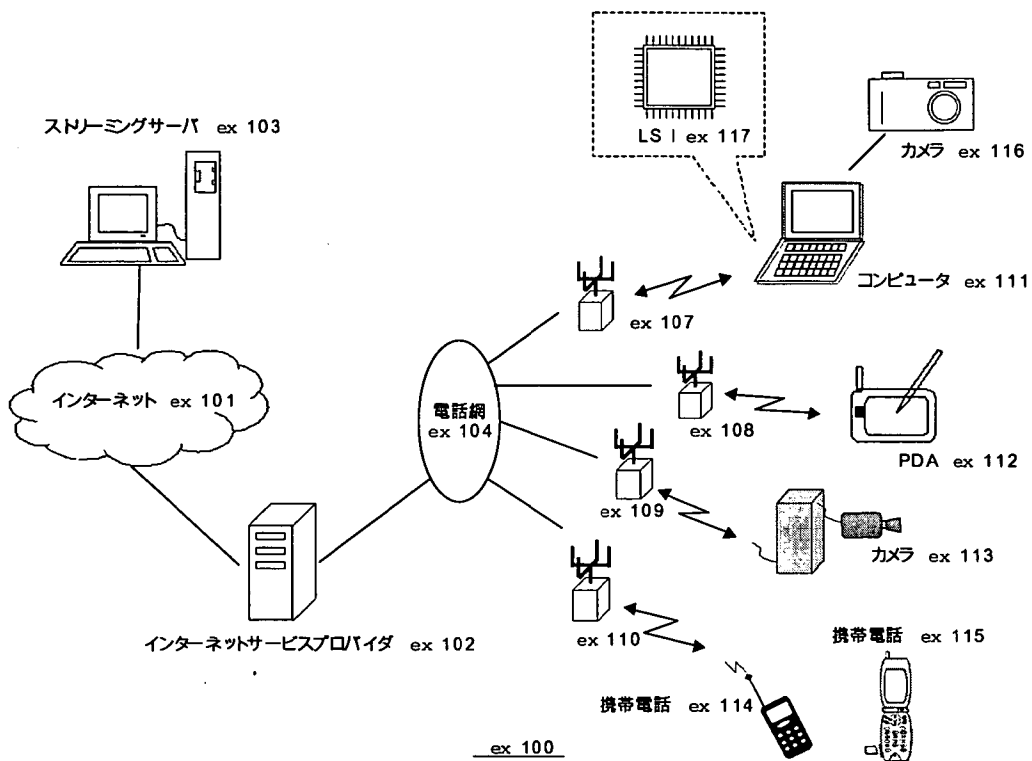 ストリーミングサーバ ex 103
LSI ex 117
カメラ ex 116
コンピュータ ex 111
ex 107
インターネット ex 101
電話網
ex 104
ex 108
PDA ex 112
ex 109
カメラ ex 113
インターネットサービスプロバイダ ex 102
ex 110
携帯電話 ex 115
携帯電話 ex 114
ex 100